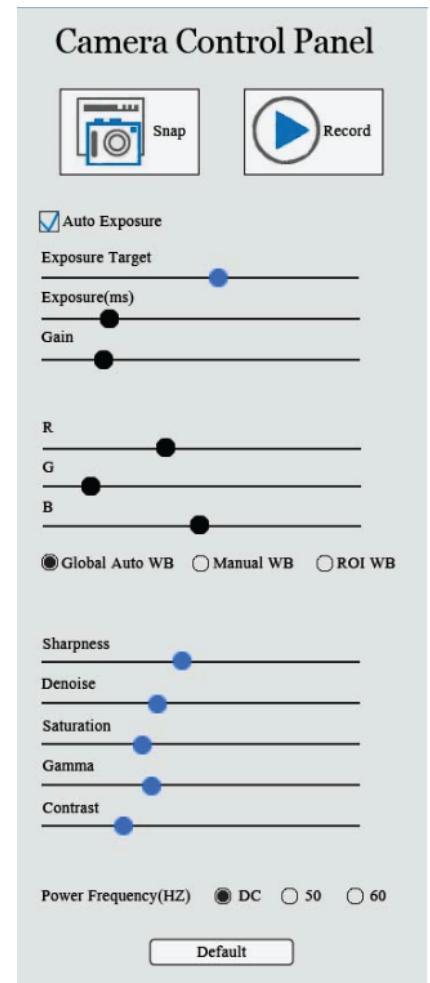 Camera Control Panel
Snap Record
Auto Exposure
Exposure Target
Exposure(ms)
Gain
R
G
B
Global Auto WB Manual WB ROI WB
Sharpness
Denoise
Saturation
Gamma
Contrast
Power Frequency(HZ) DC 50 60
Default